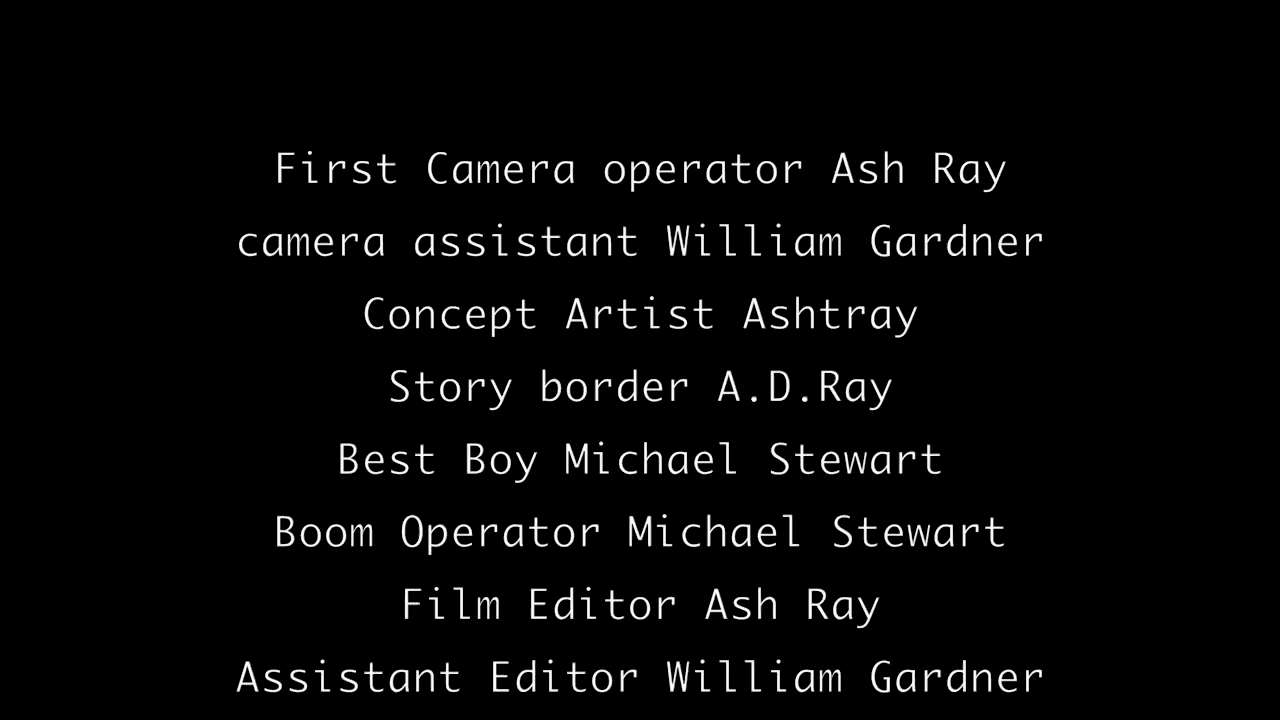 First Camera operator Ash Ray
camera assistant William Gardner
Concept Artist Ashtray
Story border A.D.Ray
Best Boy Michael Stewart
Boom Operator Michael Stewart
Film Editor Ash Ray
Assistant Editor William Gardner